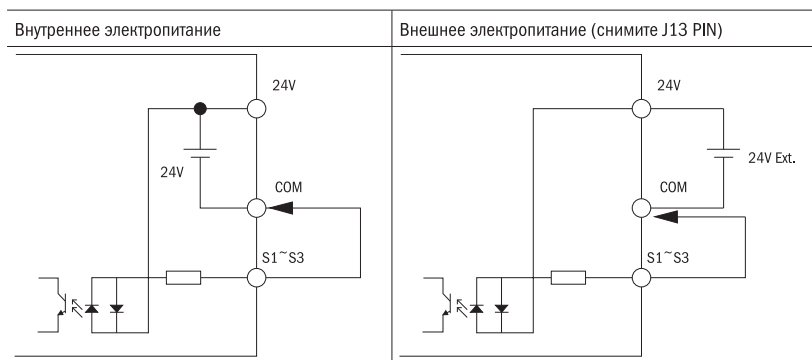 Внутреннее электропитание
Внешнее электропитание (снимите J13 PIN)
24V
24V
COM
S1~S3
24V
24V Ext.
COM
S1~S3